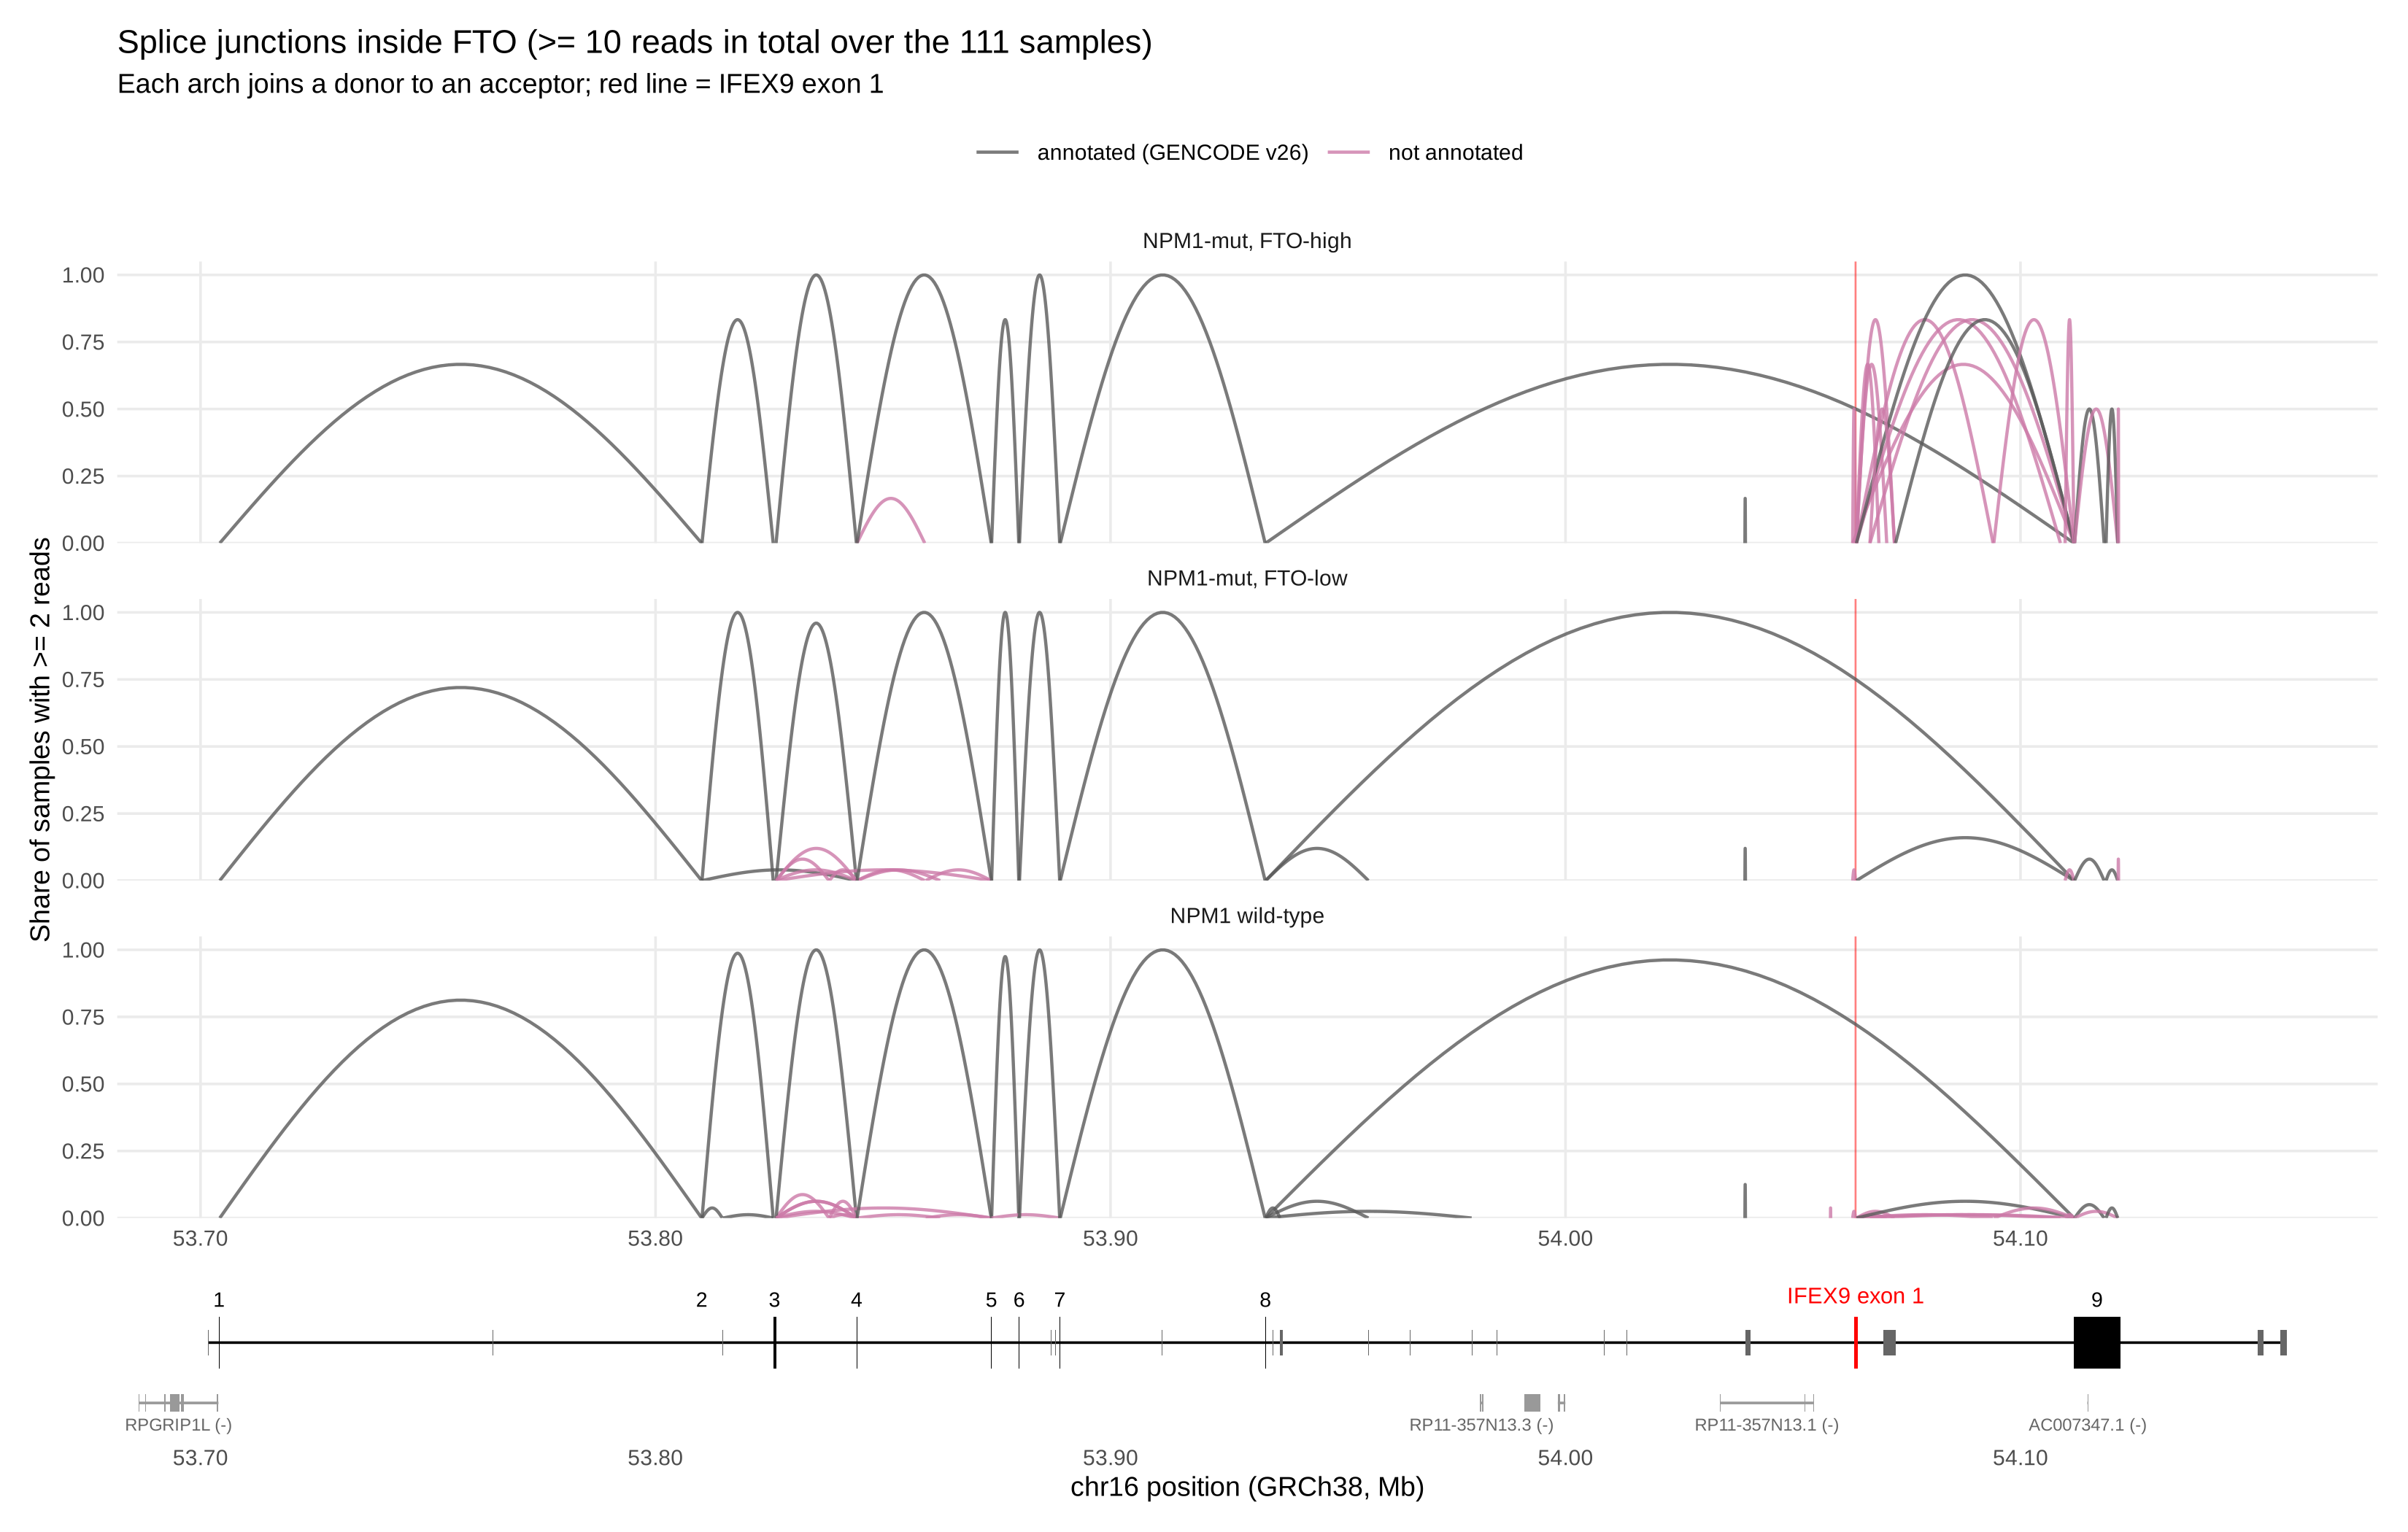 Splice junctions inside FTO (>= 10 reads in total over the 111 samples)
Each arch joins a donor to an acceptor; red line = IFEX9 exon 1
annotated (GENCODE v26) not annotated
NPM1-mut, FTO-high
1.00
0.75
0.50
0.25
0.00
NPM1-mut, FTO-low
1.00
0.75
0.50
0.25
0.00
NPM1 wild-type
1.00
0.75
0.50
0.25
0.00
Share of samples with >= 2 reads
53.70 53.80 53.90 54.00 54.10
1 2 3 4 5 6 7 8 IFEX9 exon 1 9
RPGRIP1L (-) RP11-357N13.3 (-) RP11-357N13.1 (-) AC007347.1 (-)
53.70 53.80 53.90 54.00 54.10
chr16 position (GRCh38, Mb)